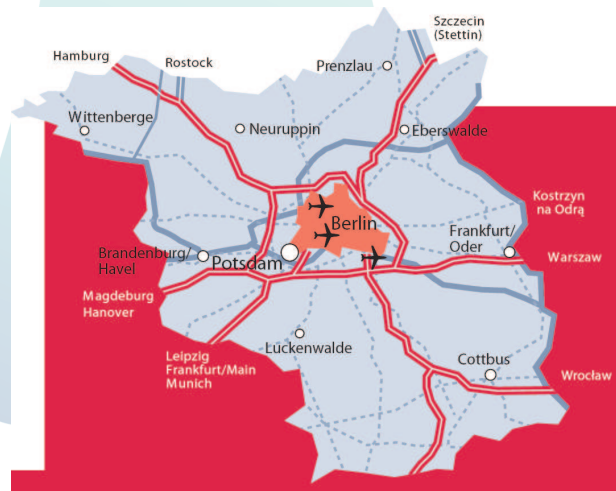 Szczecin
(Stettin)
Hamburg
Rostock
Prenzlau
Wittenberge
Neuruppin
Eberswalde
Kostrzyn
na Odrą
Berlin
Frankfurt/
Oder
Brandenburg/
Havel
Potsdam
Warsaw
Magdeburg
Hanover
Leipzig
Frankfurt/Main
Munich
Lückenwalde
Cottbus
Wrocław